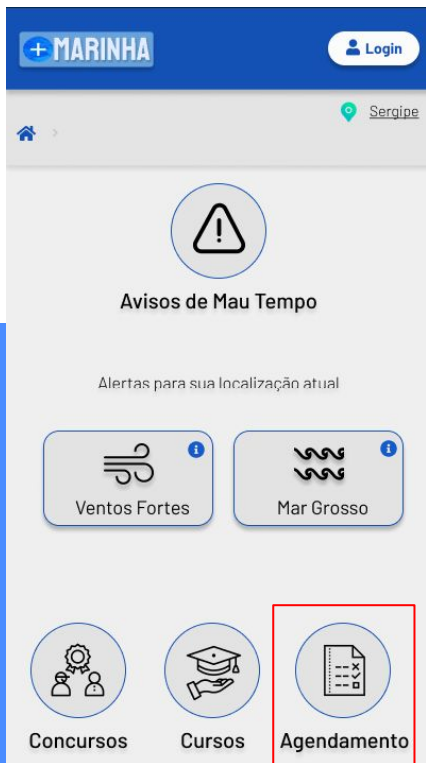 +MARINHA
Login
Sergipe
Avisos de Mau Tempo
Alertas para sua localização atual
Ventos Fortes
Mar Grosso
Concursos
Cursos
Agendamento